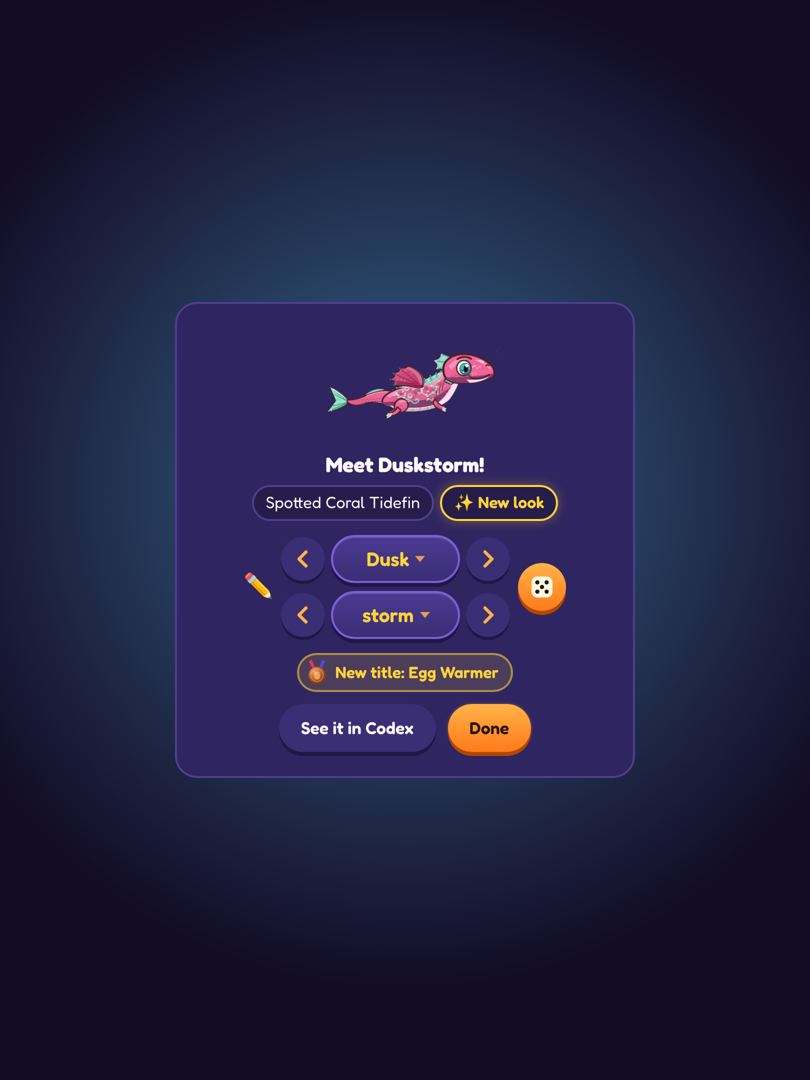 Meet Duskstorm!
Spotted Coral Tidefin
✨ New look
Dusk
storm
New title: Egg Warmer
See it in Codex
Done